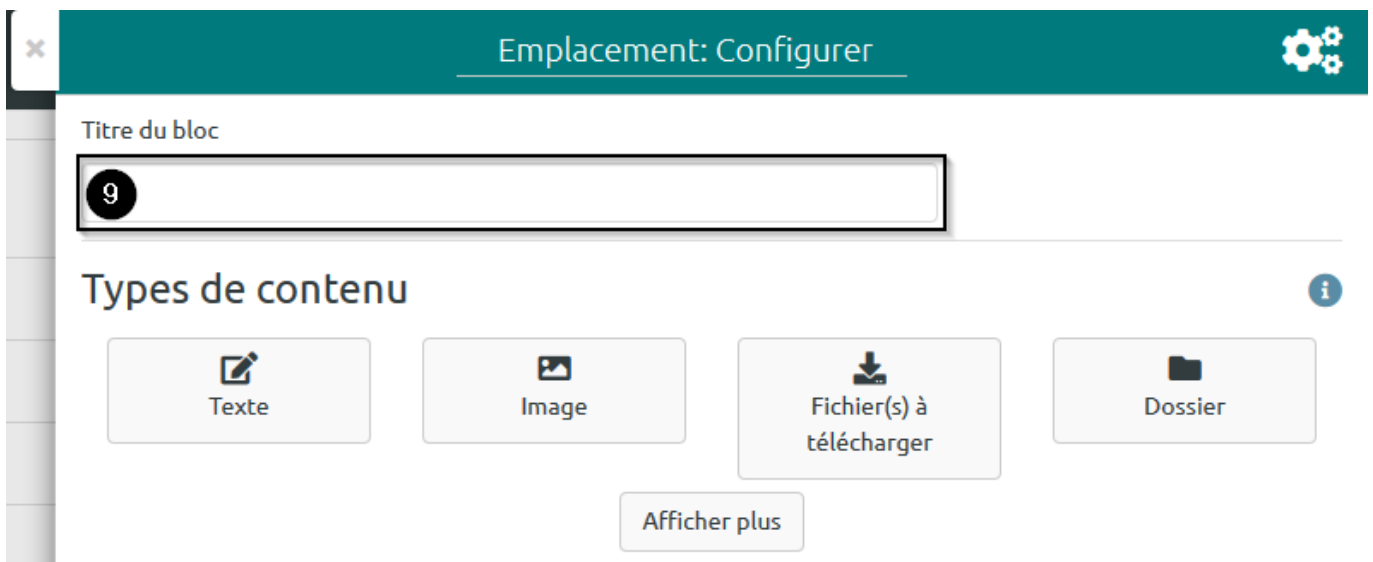 Emplacement: Configurer
Titre du bloc
9
Types de contenu
Texte
Image
Fichier(s) à
télécharger
Dossier
Afficher plus